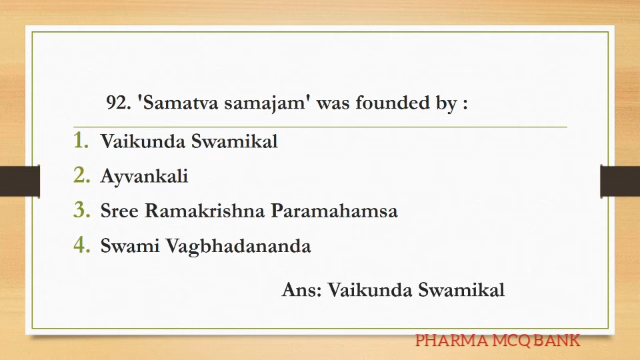 92. 'Samatva samajam' was founded by :
1. Vaikunda Swamikal
2. Ayvankali
3. Sree Ramakrishna Paramahamsa
4. Swami Vagbhadananda
Ans: Vaikunda Swamikal
PHARMA MCQ BANK